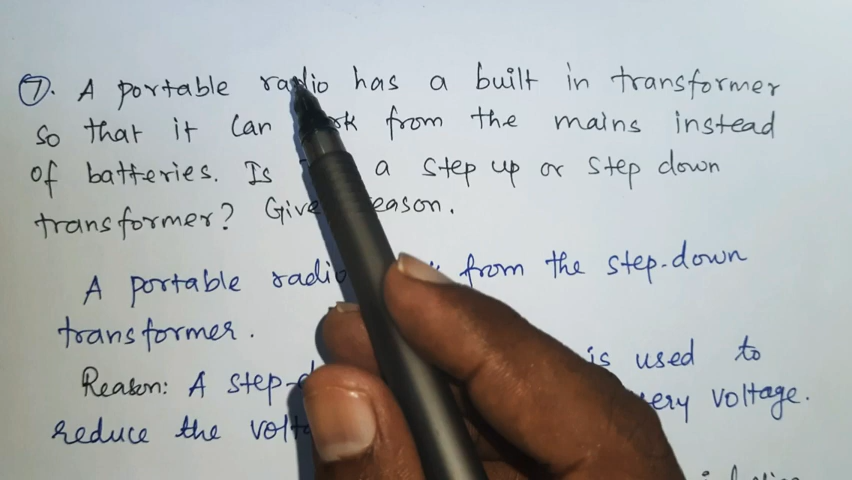 7. A portable radio has a built in transformer
so that it can work from the mains instead
of batteries. Is a step up or step down
transformer? Give reason.
A portable radio from the step-down
transformer.
Reason: A step-d is used to
reduce the volt battery voltage.